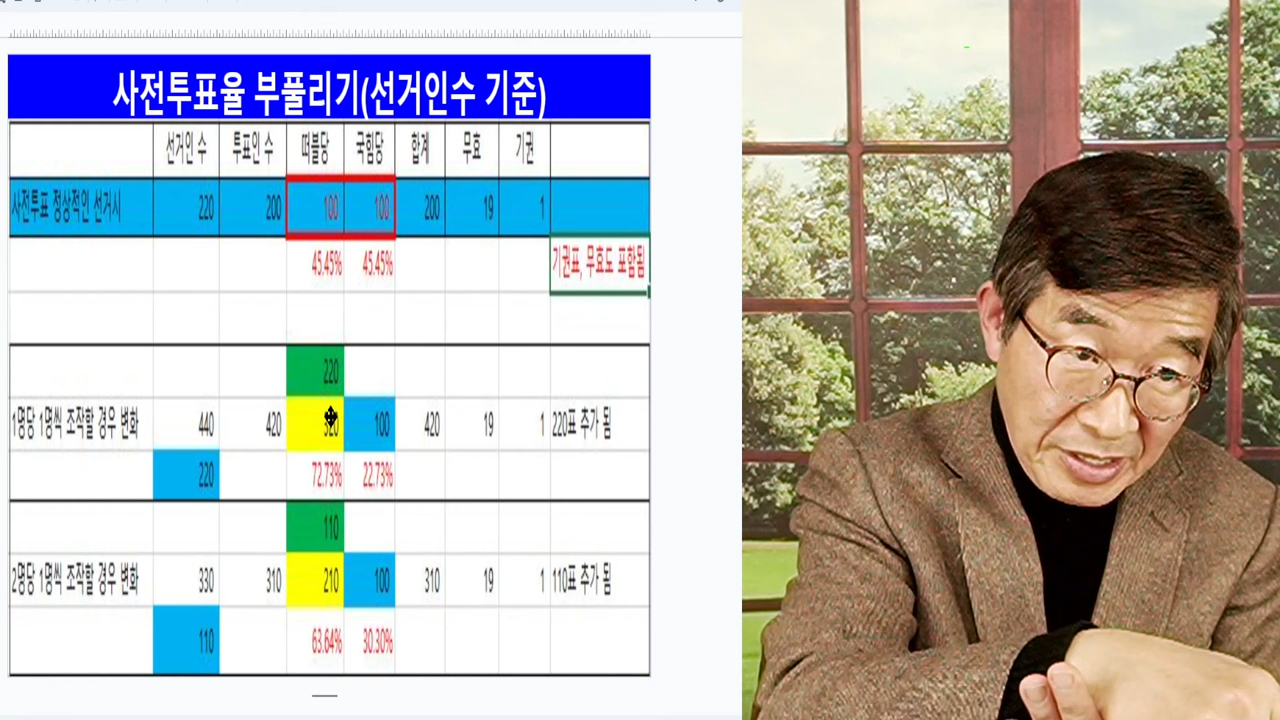 사전투표율 부풀리기(선거인수 기준)
선거인 수 투표인 수 떠블당 국힘당 합계 무효 기권
사전투표 정상적인 선거시 220 200 100 100 200 19 1
45.45% 45.45% 기권표, 무효도 포함됨
220
1명당 1명씩 조작할 경우 변화 440 420 320 100 420 19 1 220표 추가 됨
220 72.73% 22.73%
110
2명당 1명씩 조작할 경우 변화 330 310 210 100 310 19 1 110표 추가 됨
110 63.64% 30.30%